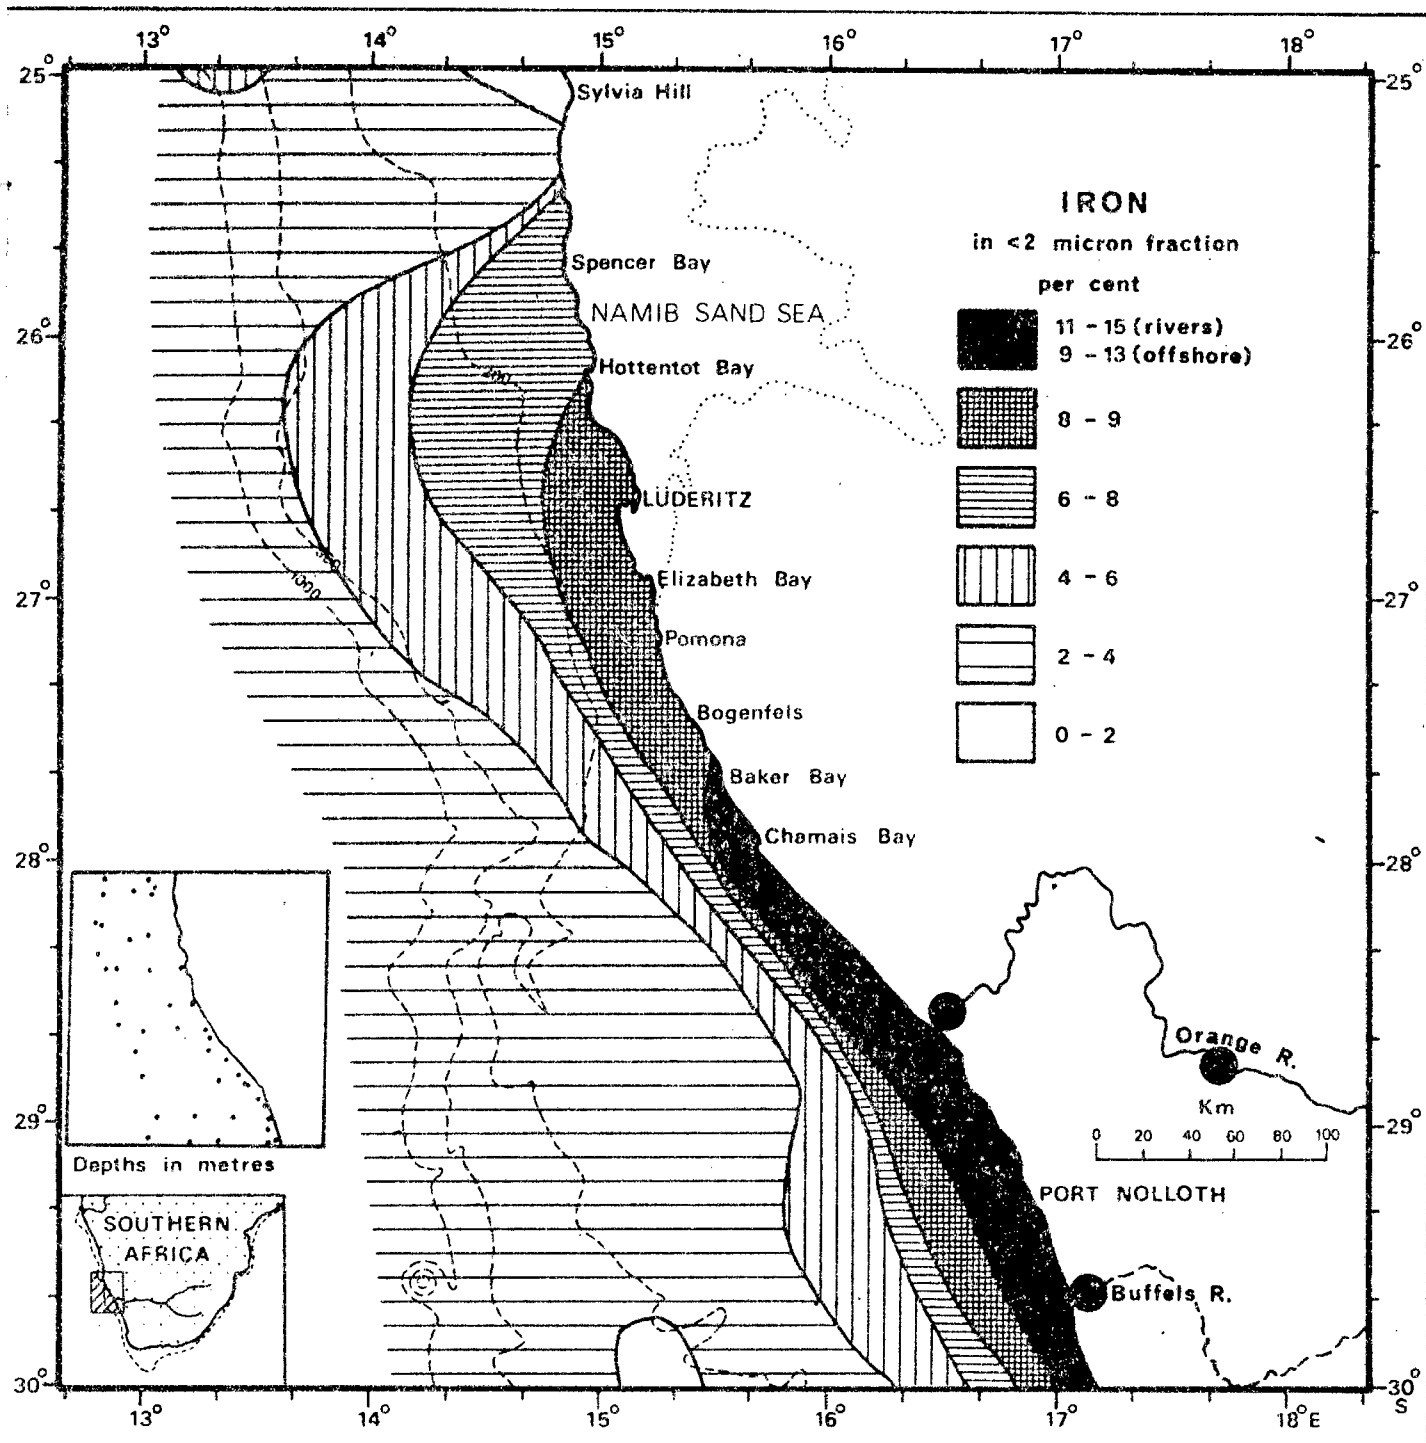 13° 14° 15° 16° 17° 18°
25° 25°
Sylvia Hill
IRON
in <2 micron fraction
per cent
Spencer Bay
NAMIB SAND SEA
11 - 15 (rivers)
26° 26°
9 - 13 (offshore)
Hottentot Bay
200
8 - 9
LÜDERITZ
6 - 8
Elizabeth Bay
4 - 6
1000
27° 27°
Pomona
2 - 4
Bogenfels
0 - 2
Baker Bay
Chamais Bay
28° 28°
Orange R.
29° 29°
Km
0 20 40 60 80 100
Depths in metres
PORT NOLLOTH
SOUTHERN
AFRICA
Buffels R.
30° 30°
S
13° 14° 15° 16° 17° 18°E